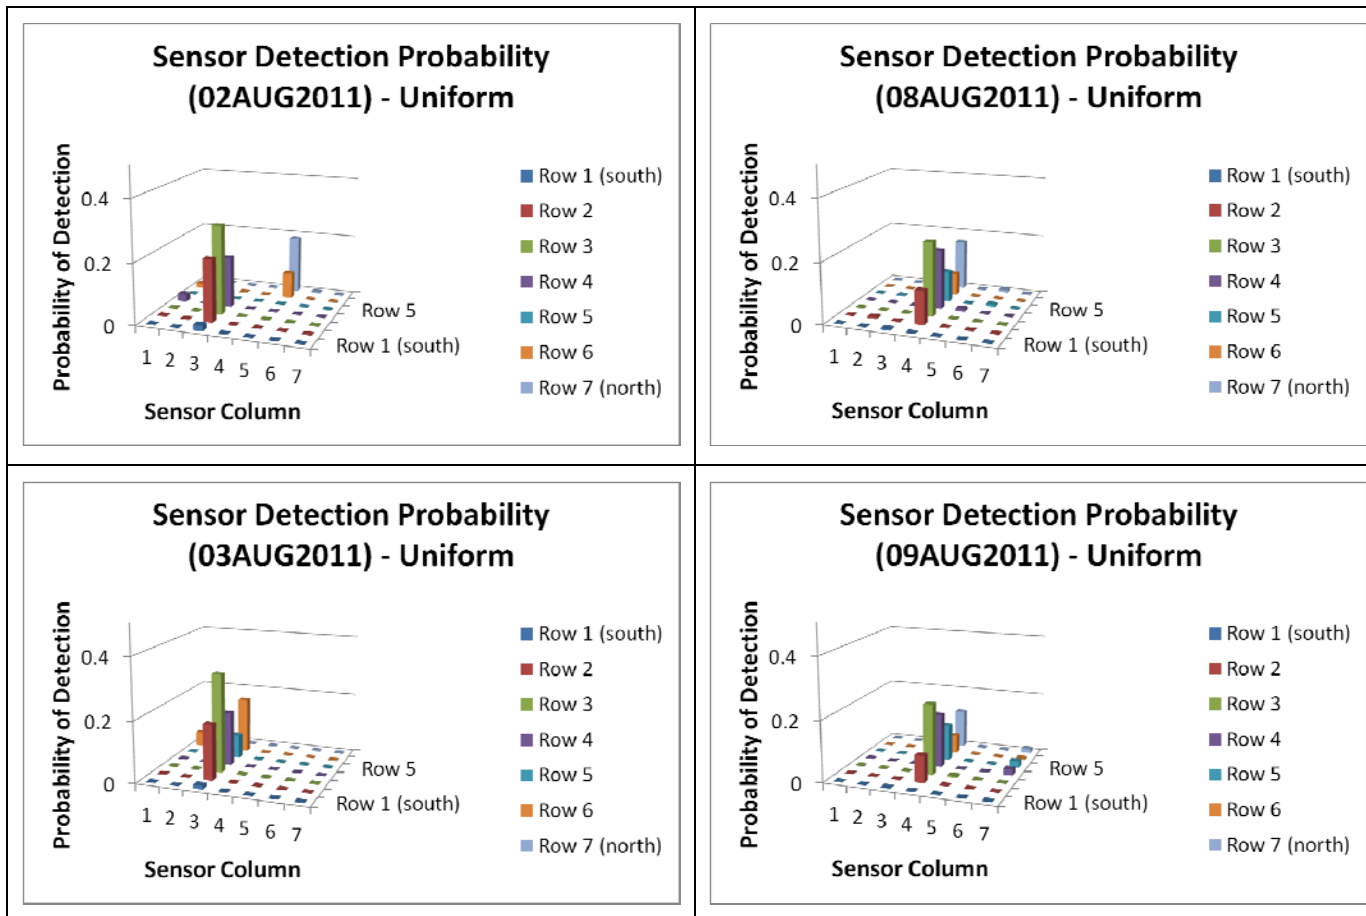 Sensor Detection Probability
(02AUG2011) - Uniform
Probability of Detection
0.4
0.2
0
1 2 3 4 5 6 7
Sensor Column
Row 5
Row 1 (south)
Row 1 (south)
Row 2
Row 3
Row 4
Row 5
Row 6
Row 7 (north)
Sensor Detection Probability
(08AUG2011) - Uniform
Probability of Detection
0.4
0.2
0
1 2 3 4 5 6 7
Sensor Column
Row 5
Row 1 (south)
Row 1 (south)
Row 2
Row 3
Row 4
Row 5
Row 6
Row 7 (north)
Sensor Detection Probability
(03AUG2011) - Uniform
Probability of Detection
0.4
0.2
0
1 2 3 4 5 6 7
Sensor Column
Row 5
Row 1 (south)
Row 1 (south)
Row 2
Row 3
Row 4
Row 5
Row 6
Row 7 (north)
Sensor Detection Probability
(09AUG2011) - Uniform
Probability of Detection
0.4
0.2
0
1 2 3 4 5 6 7
Sensor Column
Row 5
Row 1 (south)
Row 1 (south)
Row 2
Row 3
Row 4
Row 5
Row 6
Row 7 (north)